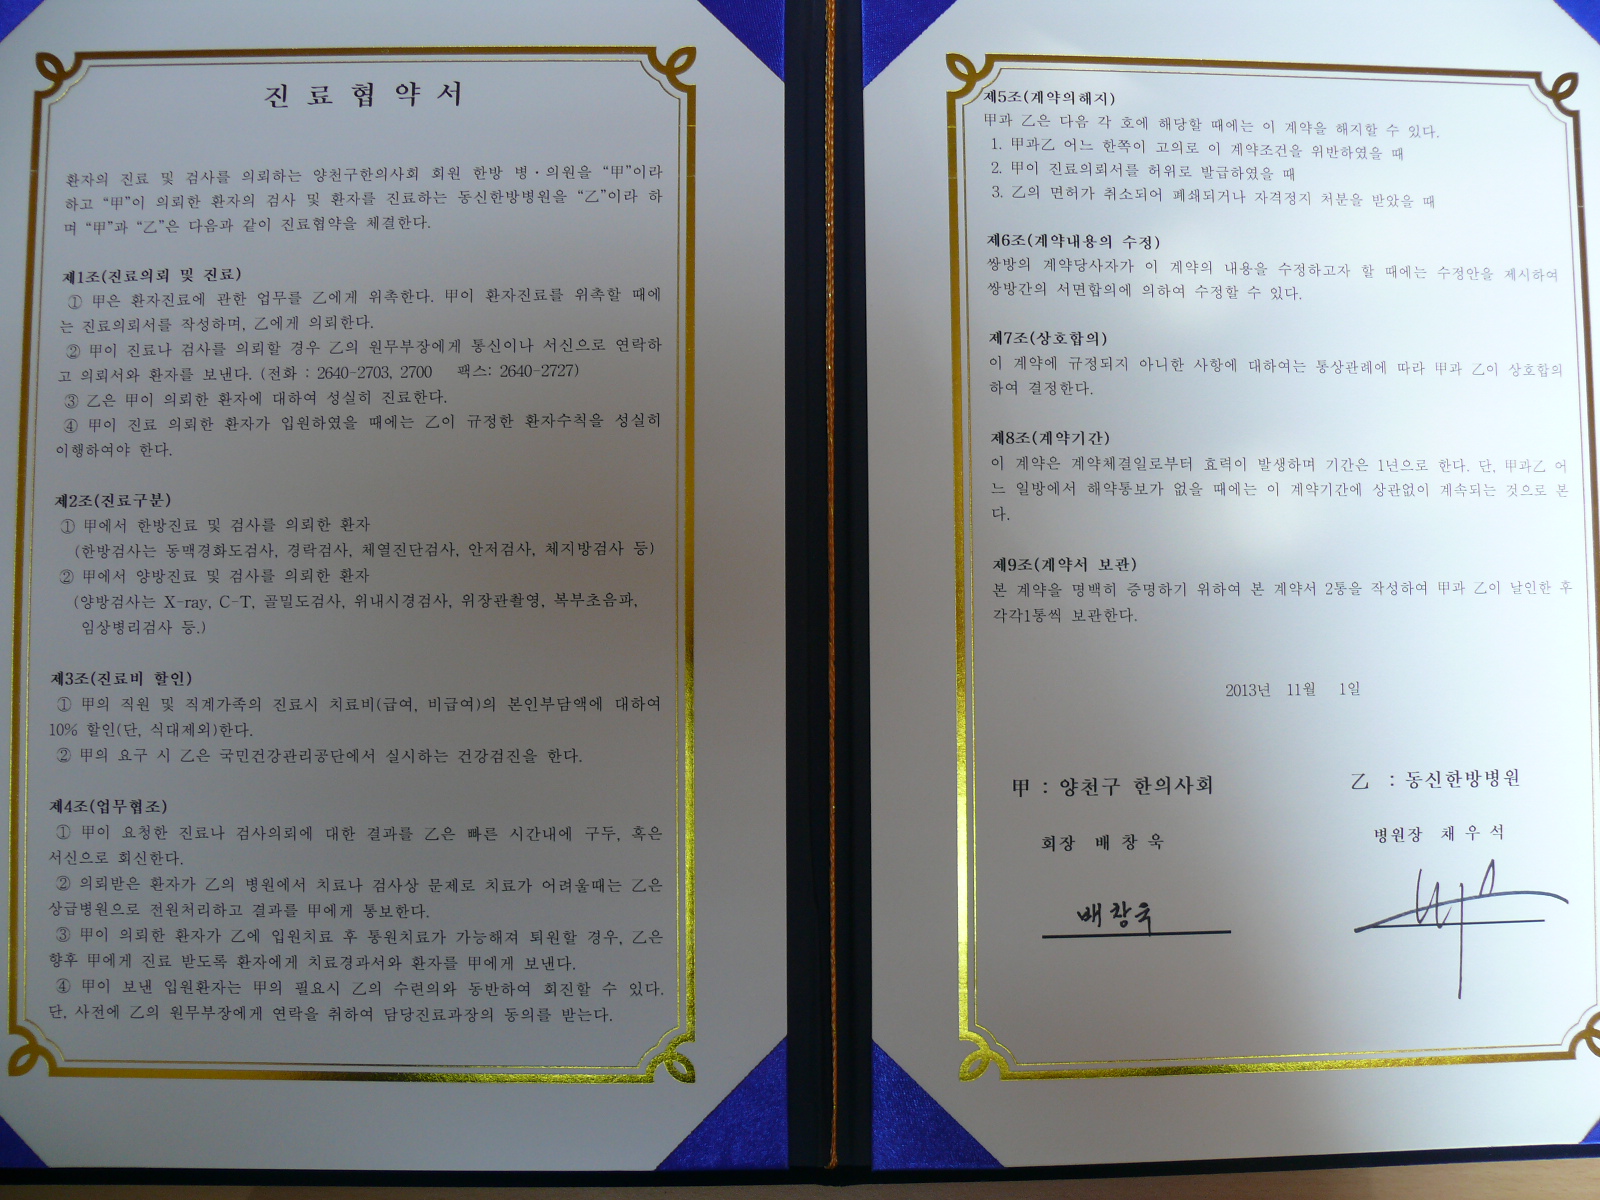 진료협약서
환자의 진료 및 검사를 의뢰하는 양천구한의사회 회원 한방 병·의원을 “甲”이라
하고 “甲”이 의뢰한 환자의 검사 및 환자를 진료하는 동신한방병원을 “乙”이라 하
며 “甲”과 “乙”은 다음과 같이 진료협약을 체결한다.
제1조(진료의뢰 및 진료)
① 甲은 환자진료에 관한 업무를 乙에게 위촉한다. 甲이 환자진료를 위촉할 때에
는 진료의뢰서를 작성하며, 乙에게 의뢰한다.
② 甲이 진료나 검사를 의뢰할 경우 乙의 원무부장에게 통신이나 서신으로 연락하
고 의뢰서와 환자를 보낸다. (전화 : 2640-2703, 2700 팩스: 2640-2727)
③ 乙은 甲이 의뢰한 환자에 대하여 성실히 진료한다.
④ 甲이 진료 의뢰한 환자가 입원하였을 때에는 乙이 규정한 환자수칙을 성실히
이행하여야 한다.
제2조(진료구분)
① 甲에서 한방진료 및 검사를 의뢰한 환자
(한방검사는 동맥경화도검사, 경락검사, 체열진단검사, 안저검사, 체지방검사 등)
② 甲에서 양방진료 및 검사를 의뢰한 환자
(양방검사는 X-ray, C-T, 골밀도검사, 위내시경검사, 위장관촬영, 복부초음파,
임상병리검사 등.)
제3조(진료비 할인)
① 甲의 직원 및 직계가족의 진료시 치료비(급여, 비급여)의 본인부담액에 대하여
10% 할인(단, 식대제외)한다.
② 甲의 요구 시 乙은 국민건강관리공단에서 실시하는 건강검진을 한다.
제4조(업무협조)
① 甲이 요청한 진료나 검사의뢰에 대한 결과를 乙은 빠른 시간내에 구두, 혹은
서신으로 회신한다.
② 의뢰받은 환자가 乙의 병원에서 치료나 검사상 문제로 치료가 어려울때는 乙은
상급병원으로 전원처리하고 결과를 甲에게 통보한다.
③ 甲이 의뢰한 환자가 乙에 입원치료 후 통원치료가 가능해져 퇴원할 경우, 乙은
향후 甲에게 진료 받도록 환자에게 치료경과서와 환자를 甲에게 보낸다.
④ 甲이 보낸 입원환자는 甲의 필요시 乙의 수련의와 동반하여 회진할 수 있다.
단, 사전에 乙의 원무부장에게 연락을 취하여 담당진료과장의 동의를 받는다.
제5조(계약의해지)
甲과 乙은 다음 각 호에 해당할 때에는 이 계약을 해지할 수 있다.
1. 甲과乙 어느 한쪽이 고의로 이 계약조건을 위반하였을 때
2. 甲이 진료의뢰서를 허위로 발급하였을 때
3. 乙의 면허가 취소되어 폐쇄되거나 자격정지 처분을 받았을 때
제6조(계약내용의 수정)
쌍방의 계약당사자가 이 계약의 내용을 수정하고자 할 때에는 수정안을 제시하여
쌍방간의 서면합의에 의하여 수정할 수 있다.
제7조(상호합의)
이 계약에 규정되지 아니한 사항에 대하여는 통상관례에 따라 甲과 乙이 상호합의
하여 결정한다.
제8조(계약기간)
이 계약은 계약체결일로부터 효력이 발생하며 기간은 1년으로 한다. 단, 甲과乙 어
느 일방에서 해약통보가 없을 때에는 이 계약기간에 상관없이 계속되는 것으로 본
다.
제9조(계약서 보관)
본 계약을 명백히 증명하기 위하여 본 계약서 2통을 작성하여 甲과 乙이 날인한 후
각각1통씩 보관한다.
2013년 11월 1일
甲 : 양천구 한의사회
乙 : 동신한방병원
회장 배 창 욱
병원장 채 우 석
배창욱